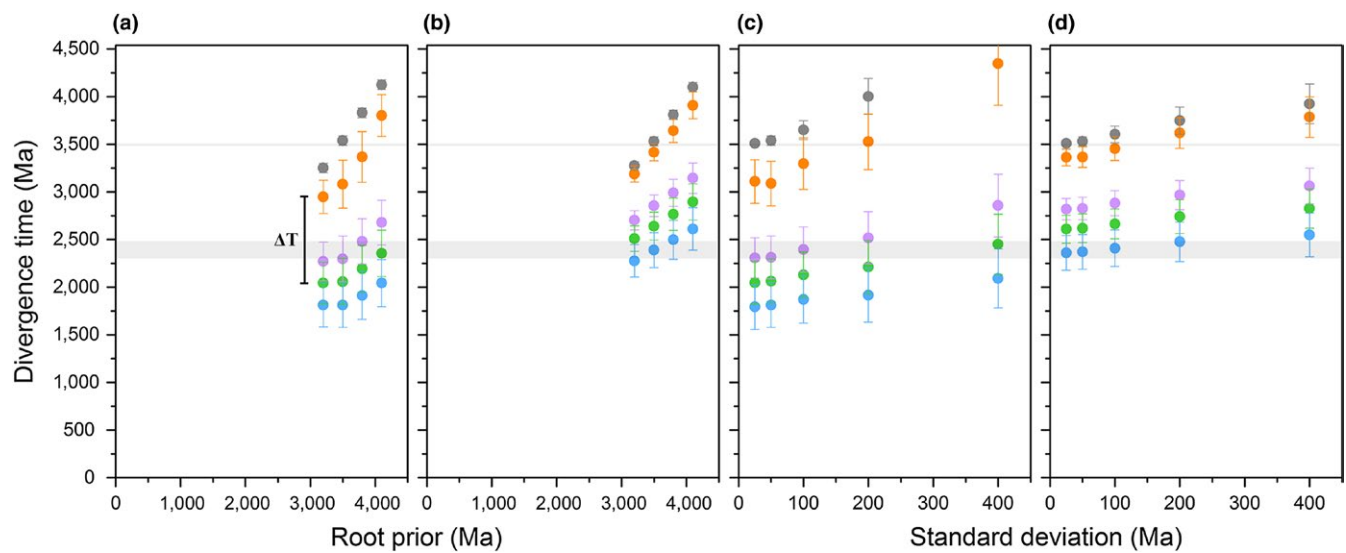 (a) (b) (c) (d)
Divergence time (Ma)
4,500
4,000
3,500
3,000
2,500
2,000
1,500
1,000
500
0
ΔT
0 1,000 2,000 3,000 4,000 0 1,000 2,000 3,000 4,000 0 100 200 300 400 0 100 200 300 400
Root prior (Ma) Standard deviation (Ma)